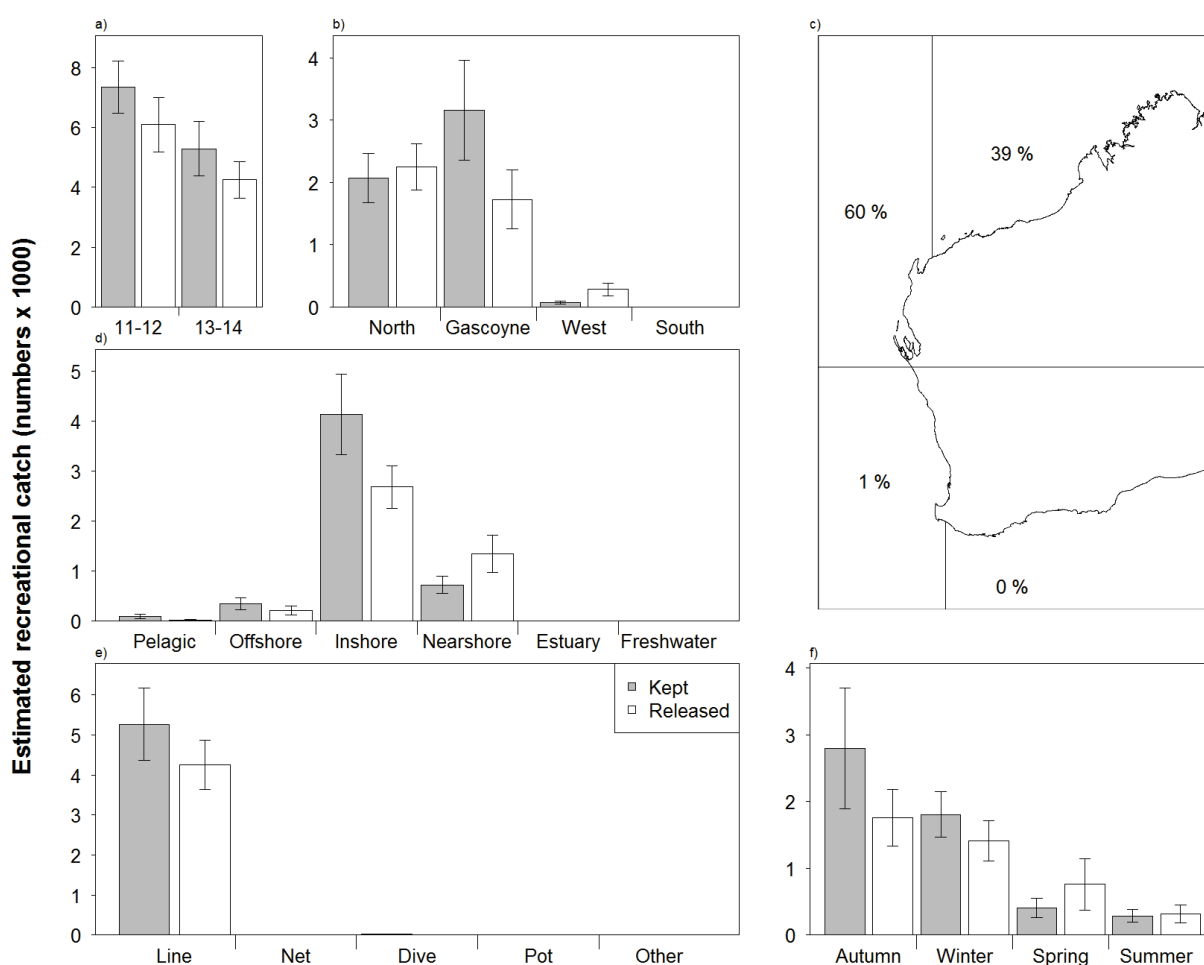 a)
8
6
4
2
0
11-12 13-14
b)
4
3
2
1
0
North Gascoyne West South
c)
39 %
60 %
1 %
0 %
Estimated recreational catch (numbers x 1000)
d)
5
4
3
2
1
0
Pelagic Offshore Inshore Nearshore Estuary Freshwater
e)
6
5
4
3
2
1
0
Kept
Released
Line Net Dive Pot Other
f)
4
3
2
1
0
Autumn Winter Spring Summer